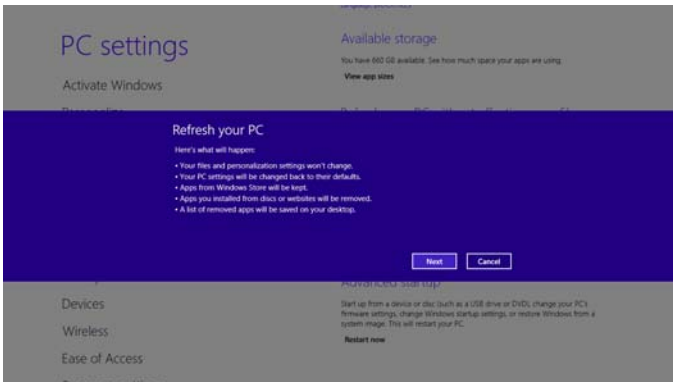 PC settings
Activate Windows
Devices
Wireless
Ease of Access
Available storage
You have 660 GB available. See how much space your apps are using.
View app sizes
Refresh your PC
Here's what will happen:
• Your files and personalization settings won't change.
• Your PC settings will be changed back to their defaults.
• Apps from Windows Store will be kept.
• Apps you installed from discs or websites will be removed.
• A list of removed apps will be saved on your desktop.
Next Cancel
Advanced startup
Start up from a device or disc (such as a USB drive or DVD), change your PC's
firmware settings, change Windows startup settings, or restore Windows from a
system image. This will restart your PC.
Restart now